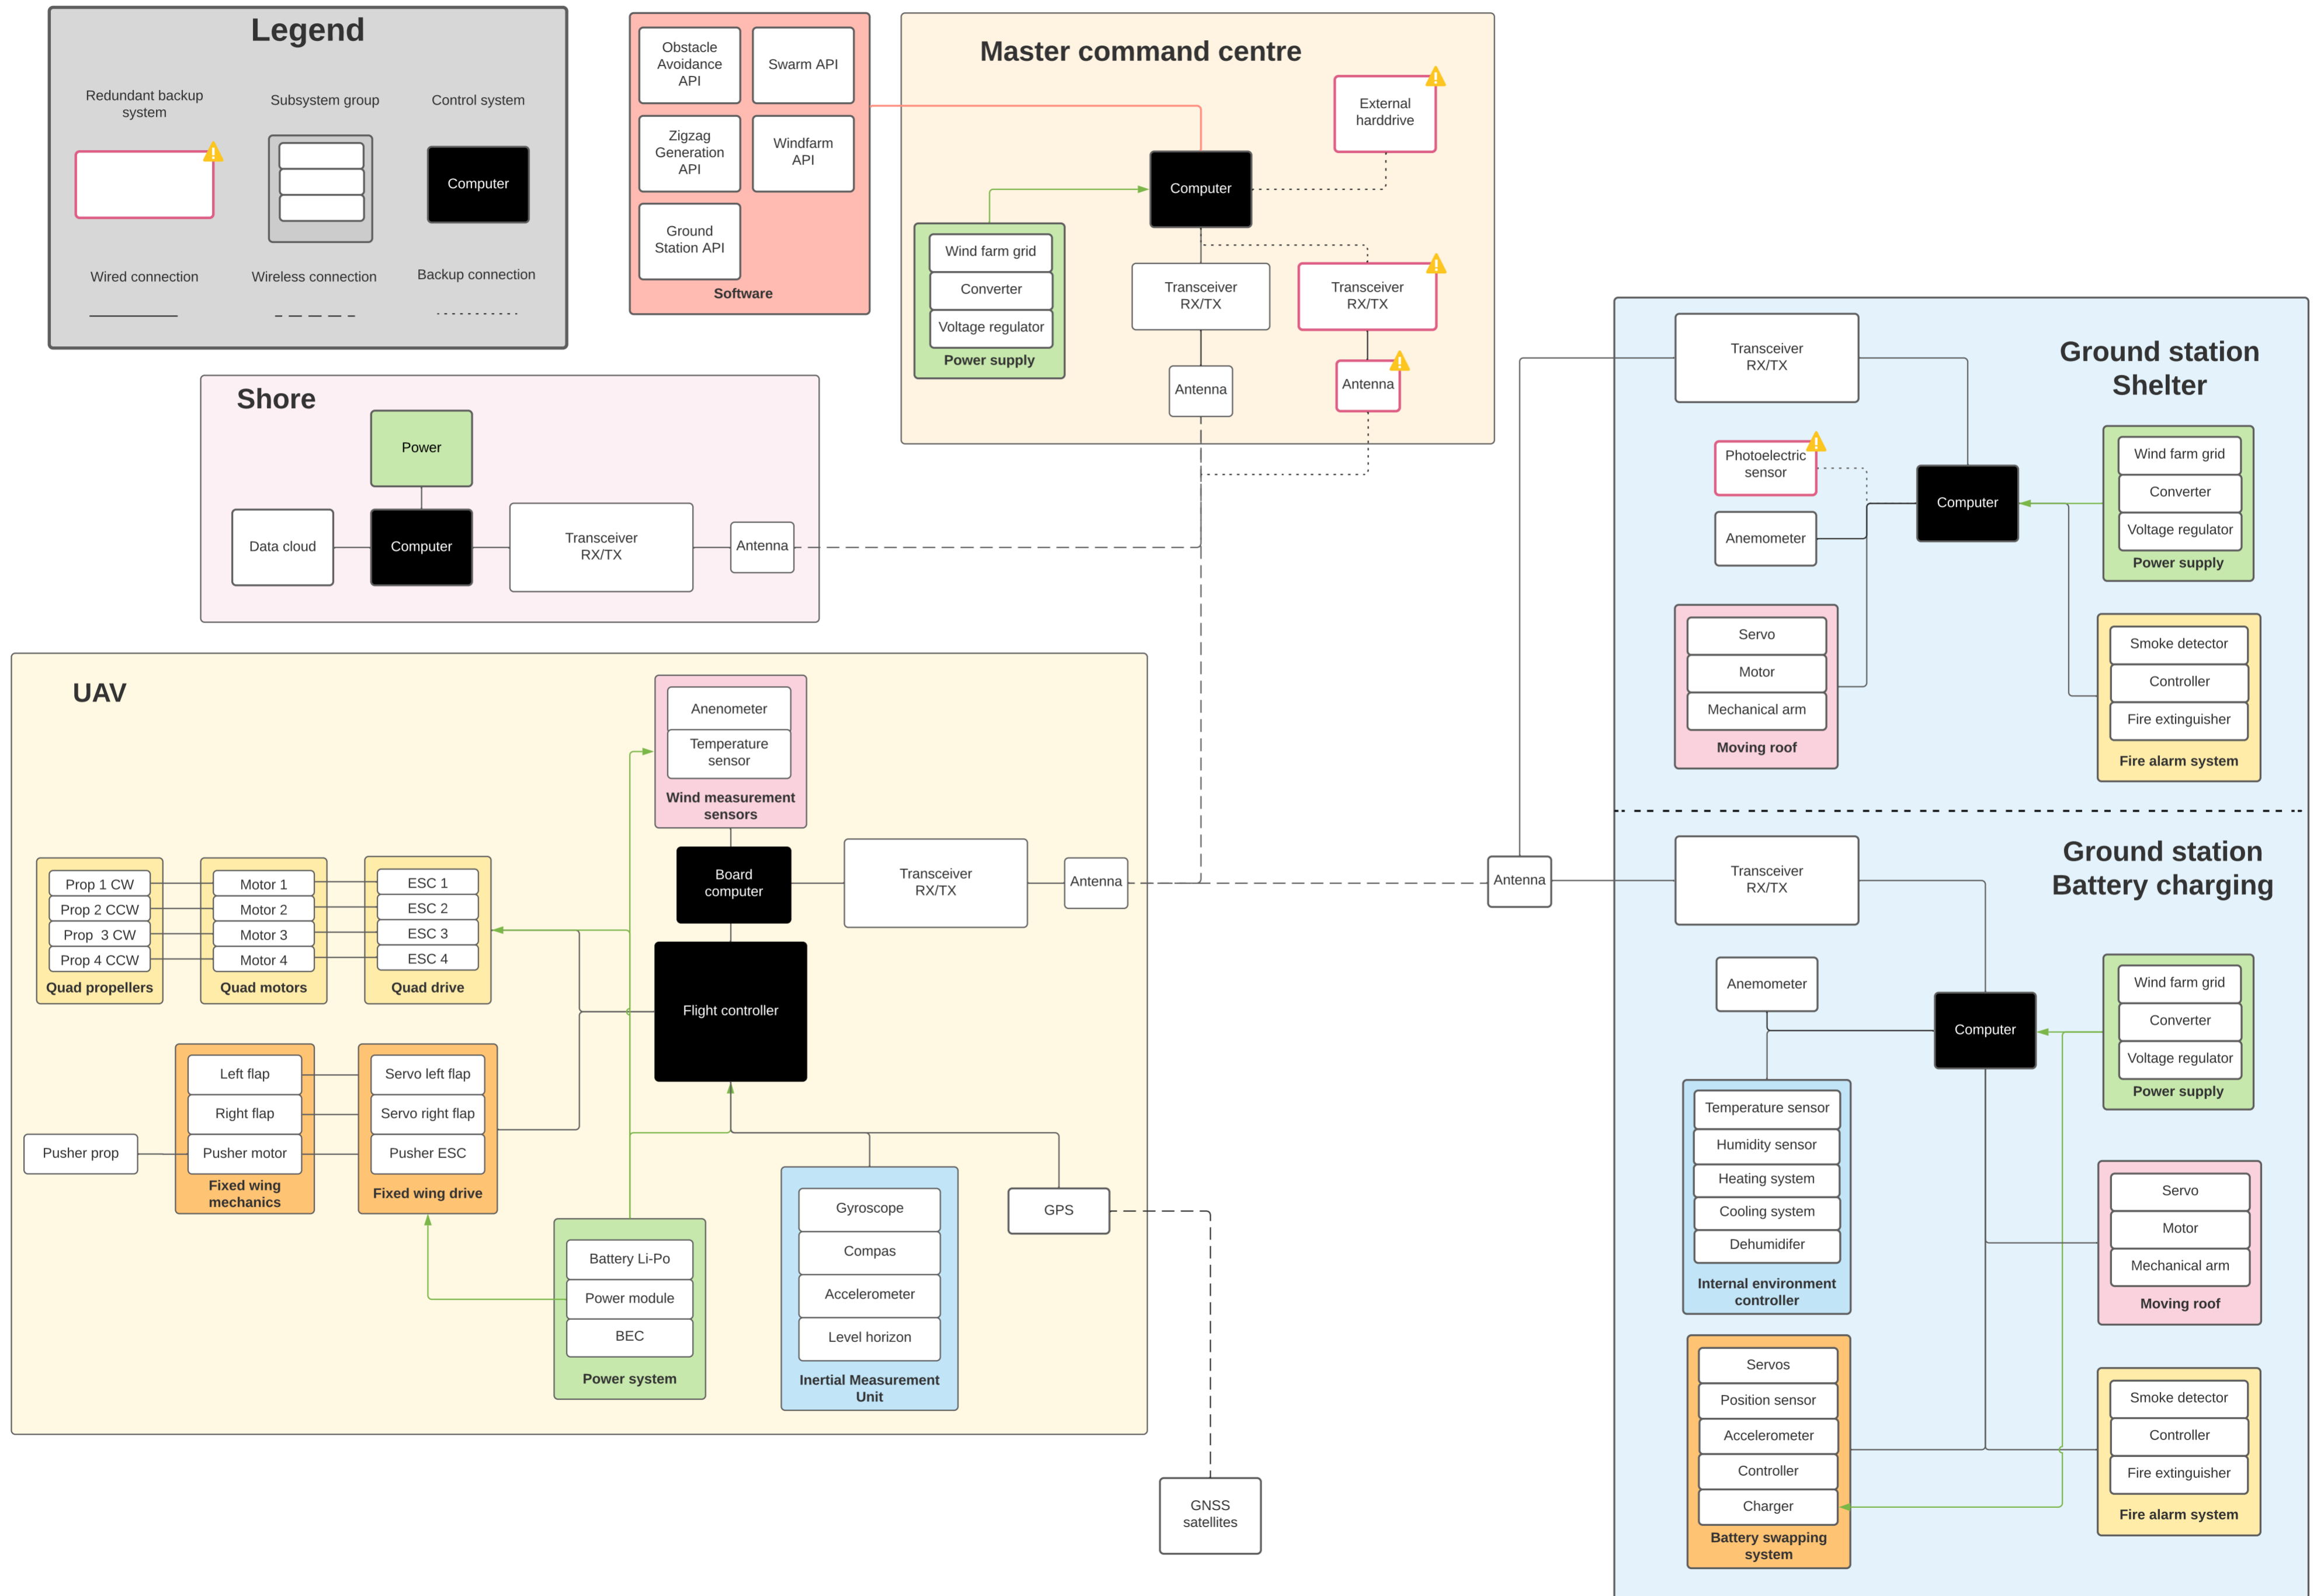 Legend
Redundant backup
system
Subsystem group
Control system
Computer
Wired connection
Wireless connection
Backup connection
Obstacle
Avoidance
API
Swarm API
Zigzag
Generation
API
Windfarm
API
Ground
Station API
Software
Master command centre
External
harddrive
Computer
Wind farm grid
Converter
Voltage regulator
Power supply
Transceiver
RX/TX
Transceiver
RX/TX
Antenna
Antenna
Shore
Power
Data cloud
Computer
Transceiver
RX/TX
Antenna
UAV
Anenometer
Temperature
sensor
Wind measurement
sensors
Board
computer
Transceiver
RX/TX
Antenna
Prop 1 CW
Prop 2 CCW
Prop  3 CW
Prop 4 CCW
Quad propellers
Motor 1
Motor 2
Motor 3
Motor 4
Quad motors
ESC 1
ESC 2
ESC 3
ESC 4
Quad drive
Flight controller
Left flap
Right flap
Pusher motor
Fixed wing
mechanics
Servo left flap
Servo right flap
Pusher ESC
Fixed wing drive
Pusher prop
Battery Li-Po
Power module
BEC
Power system
Gyroscope
Compas
Accelerometer
Level horizon
Inertial Measurement
Unit
GPS
GNSS
satellites
Antenna
Ground station
Shelter
Transceiver
RX/TX
Photoelectric
sensor
Anemometer
Computer
Wind farm grid
Converter
Voltage regulator
Power supply
Servo
Motor
Mechanical arm
Moving roof
Smoke detector
Controller
Fire extinguisher
Fire alarm system
Ground station
Battery charging
Transceiver
RX/TX
Anemometer
Computer
Wind farm grid
Converter
Voltage regulator
Power supply
Temperature sensor
Humidity sensor
Heating system
Cooling system
Dehumidifer
Internal environment
controller
Servo
Motor
Mechanical arm
Moving roof
Servos
Position sensor
Accelerometer
Controller
Charger
Battery swapping
system
Smoke detector
Controller
Fire extinguisher
Fire alarm system